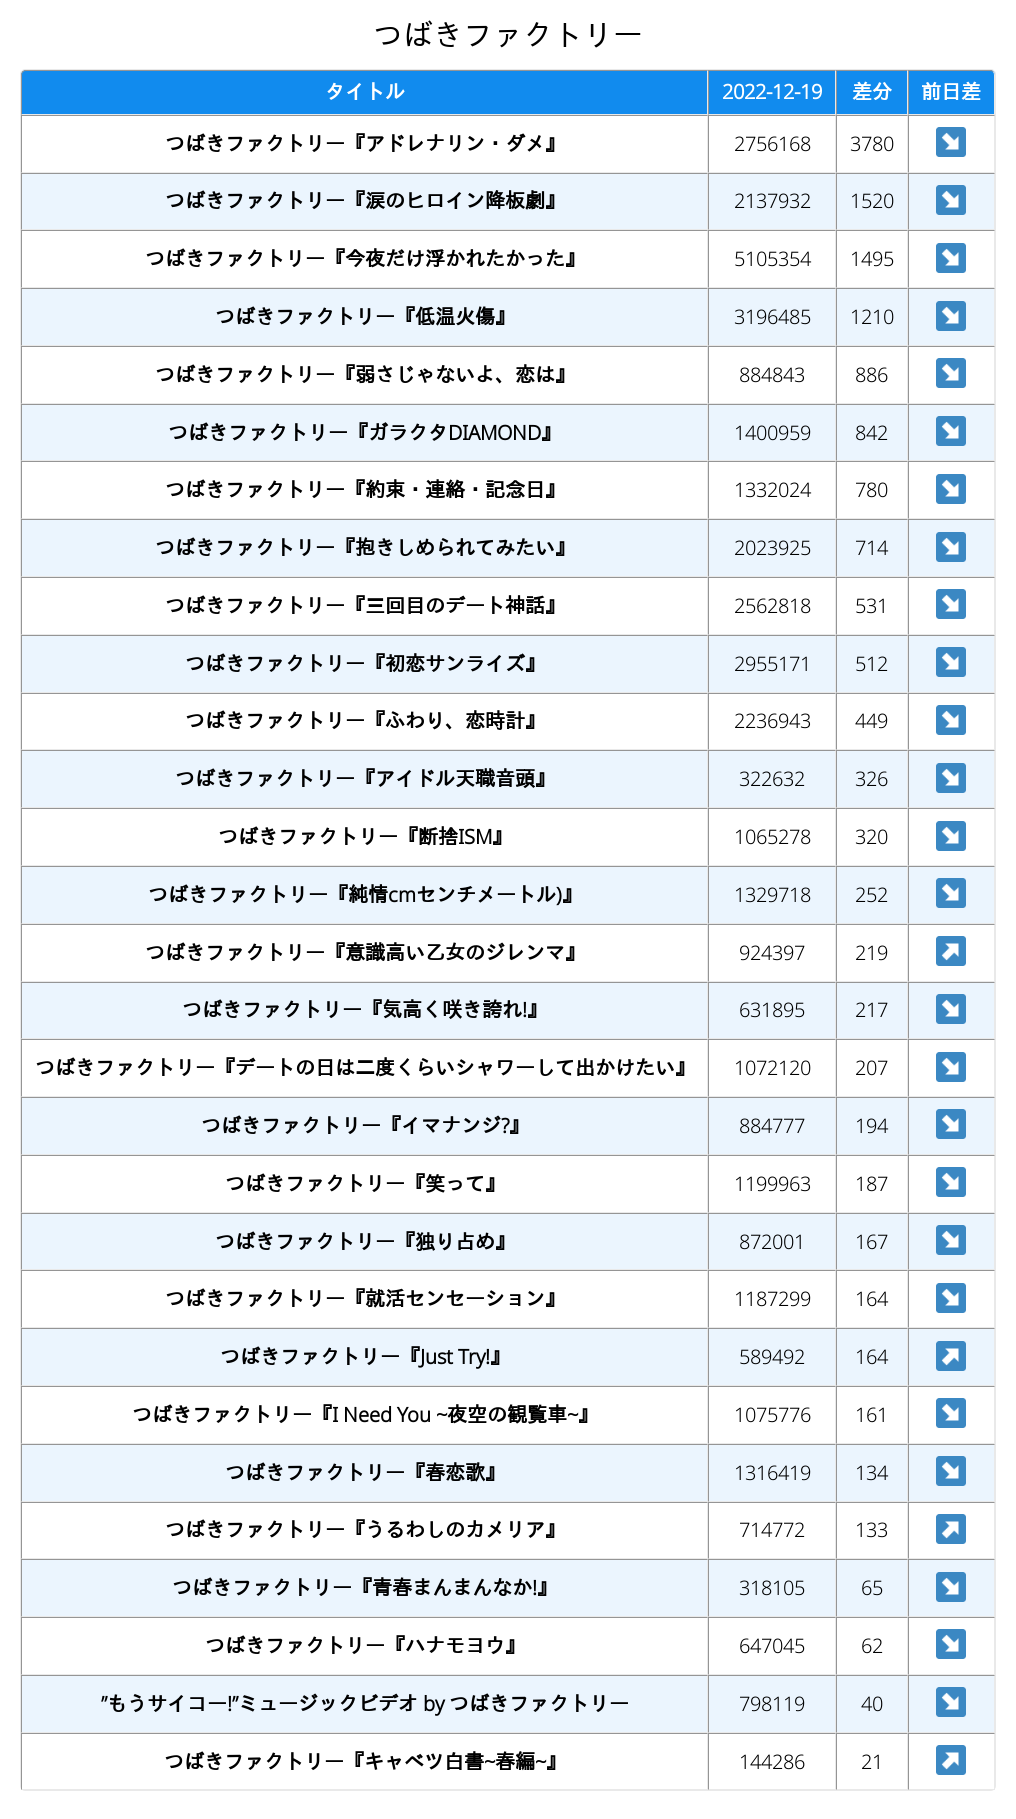 つばきファクトリー
タイトル 2022-12-19 差分 前日差
つばきファクトリー『アドレナリン・ダメ』 2756168 3780 ↘
つばきファクトリー『涙のヒロイン降板劇』 2137932 1520 ↘
つばきファクトリー『今夜だけ浮かれたかった』 5105354 1495 ↘
つばきファクトリー『低温火傷』 3196485 1210 ↘
つばきファクトリー『弱さじゃないよ、恋は』 884843 886 ↘
つばきファクトリー『ガラクタDIAMOND』 1400959 842 ↘
つばきファクトリー『約束・連絡・記念日』 1332024 780 ↘
つばきファクトリー『抱きしめられてみたい』 2023925 714 ↘
つばきファクトリー『三回目のデート神話』 2562818 531 ↘
つばきファクトリー『初恋サンライズ』 2955171 512 ↘
つばきファクトリー『ふわり、恋時計』 2236943 449 ↘
つばきファクトリー『アイドル天職音頭』 322632 326 ↘
つばきファクトリー『断捨ISM』 1065278 320 ↘
つばきファクトリー『純情cmセンチメートル)』 1329718 252 ↘
つばきファクトリー『意識高い乙女のジレンマ』 924397 219 ↗
つばきファクトリー『気高く咲き誇れ!』 631895 217 ↘
つばきファクトリー『デートの日は二度くらいシャワーして出かけたい』 1072120 207 ↘
つばきファクトリー『イマナンジ?』 884777 194 ↘
つばきファクトリー『笑って』 1199963 187 ↘
つばきファクトリー『独り占め』 872001 167 ↘
つばきファクトリー『就活センセーション』 1187299 164 ↘
つばきファクトリー『Just Try!』 589492 164 ↗
つばきファクトリー『I Need You ~夜空の観覧車~』 1075776 161 ↘
つばきファクトリー『春恋歌』 1316419 134 ↘
つばきファクトリー『うるわしのカメリア』 714772 133 ↗
つばきファクトリー『青春まんまんなか!』 318105 65 ↘
つばきファクトリー『ハナモヨウ』 647045 62 ↘
”もうサイコー!”ミュージックビデオ by つばきファクトリー 798119 40 ↘
つばきファクトリー『キャベツ白書~春編~』 144286 21 ↗